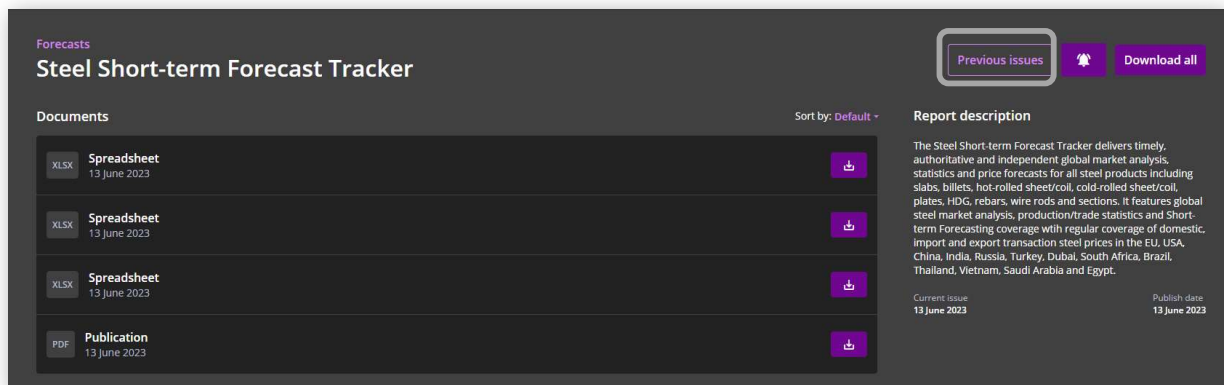 Forecasts
Steel Short-term Forecast Tracker
Previous issues
Download all
Documents
Sort by: Default
XLSX
Spreadsheet
13 June 2023
XLSX
Spreadsheet
13 June 2023
XLSX
Spreadsheet
13 June 2023
PDF
Publication
13 June 2023
Report description
The Steel Short-term Forecast Tracker delivers timely,
authoritative and independent global market analysis,
statistics and price forecasts for all steel products including
slabs, billets, hot-rolled sheet/coil, cold-rolled sheet/coil,
plates, HDG, rebars, wire rods and sections. It features global
steel market analysis, production/trade statistics and Short-
term Forecasting coverage wtih regular coverage of domestic,
import and export transaction steel prices in the EU, USA,
China, India, Russia, Turkey, Dubai, South Africa, Brazil,
Thailand, Vietnam, Saudi Arabia and Egypt.
Current issue
13 June 2023
Publish date
13 June 2023